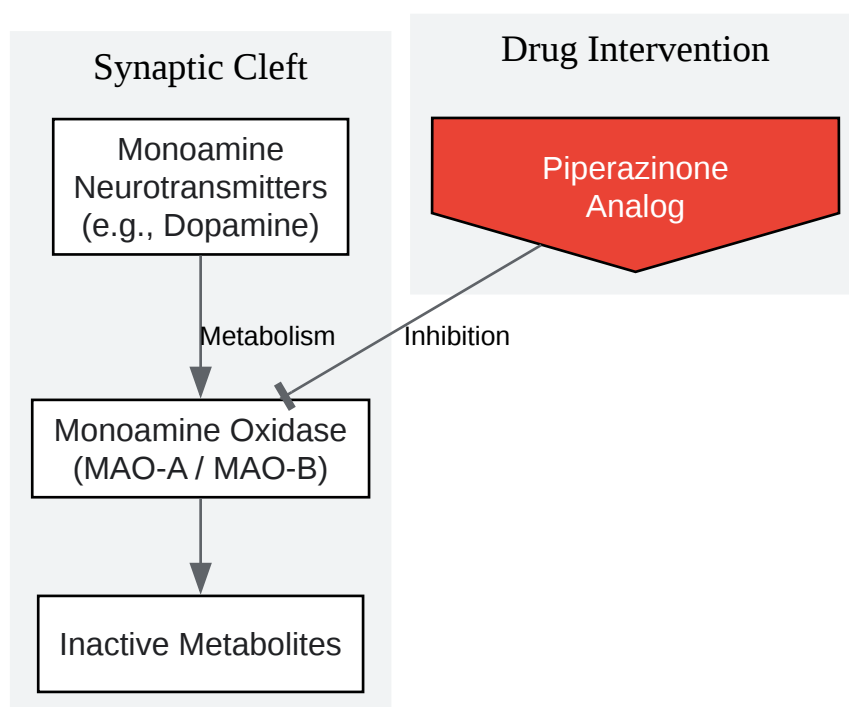 Synaptic Cleft
Monoamine
Neurotransmitters
(e.g., Dopamine)
Metabolism
Monoamine Oxidase
(MAO-A / MAO-B)
Inactive Metabolites
Drug Intervention
Piperazinone
Analog
Inhibition